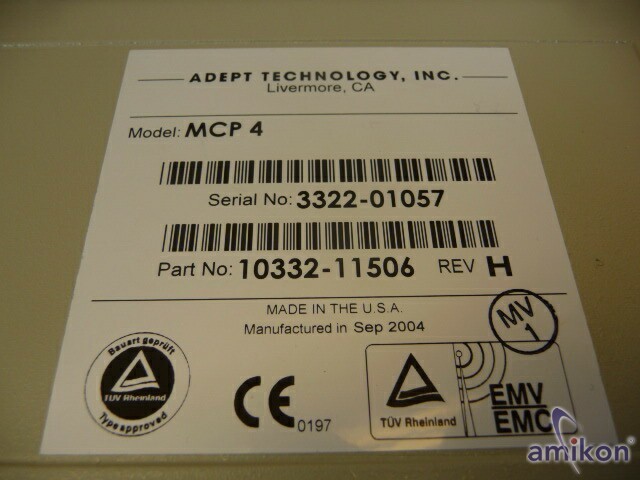 ADEPT TECHNOLOGY, INC.
Livermore, CA
Model: MCP 4
Serial No: 3322-01057
Part No: 10332-11506 REV H
MADE IN THE U.S.A.
Manufactured in Sep 2004
MV
1
Bauart geprüft
TÜV Rheinland
Type approved
CE 0197
TÜV Rheinland
EMV
EMC
amikon